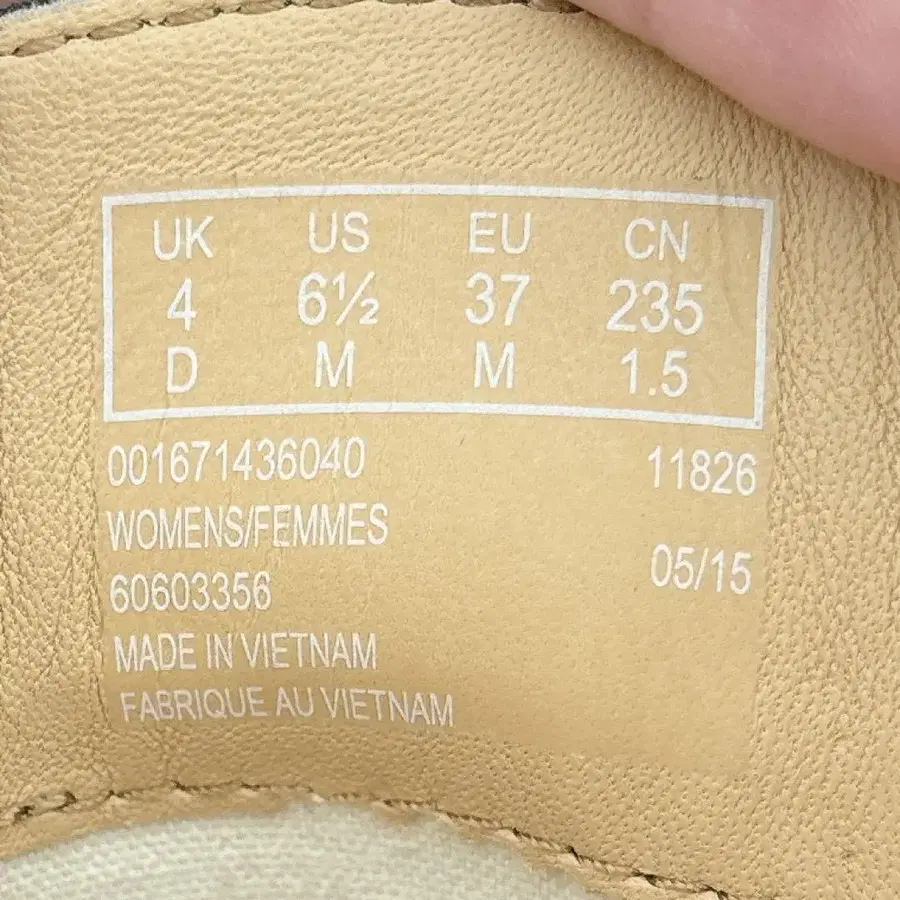 UK US EU CN
4 6½ 37 235
D M M 1.5
001671436040 11826
WOMENS/FEMMES
60603356 05/15
MADE IN VIETNAM
FABRIQUE AU VIETNAM